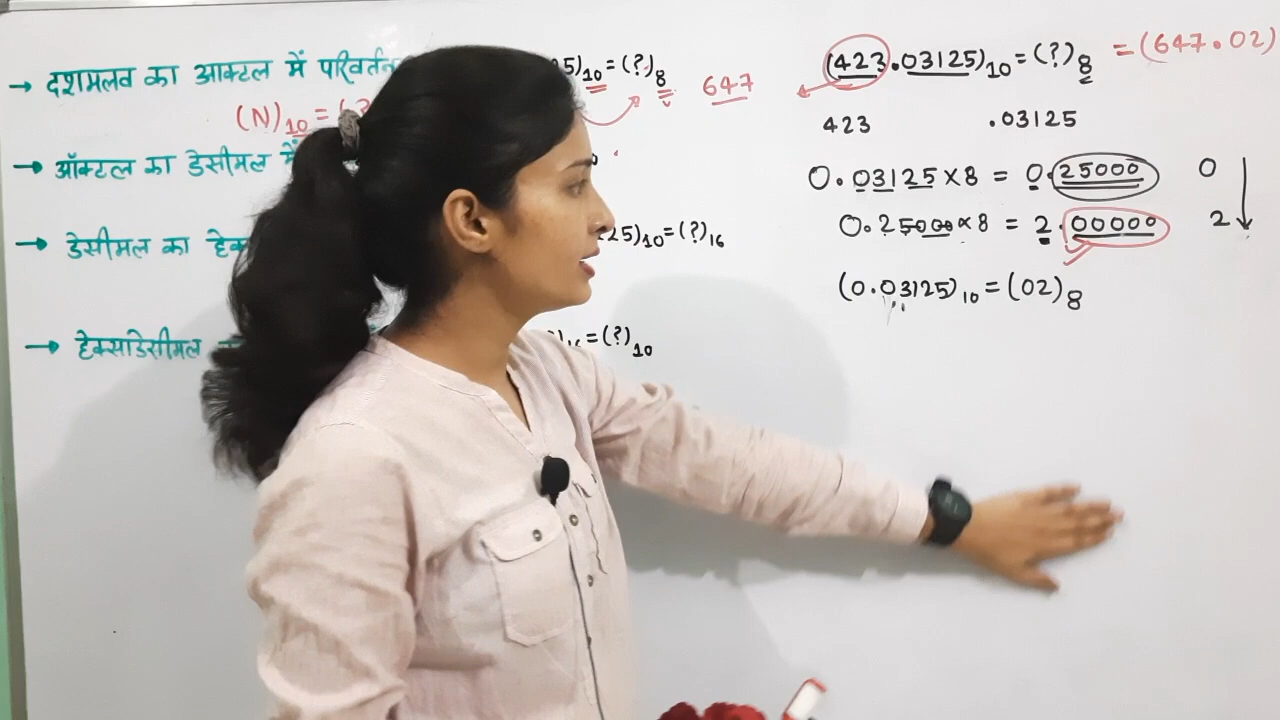 → दशमलव का आक्टल में परिवर्तन
25)10=(?)8 647
(N)10=(
→ ऑक्टल का डेसीमल में
→ डेसीमल का हेक
25)10=(?)16
→ हेक्साडेसीमल
)16=(?)10
(423.03125)10=(?)8 =(647.02)
423 .03125
0.03125×8 = 0.25000 0
0.25000×8 = 2.00000 2
(0.03125)10=(02)8